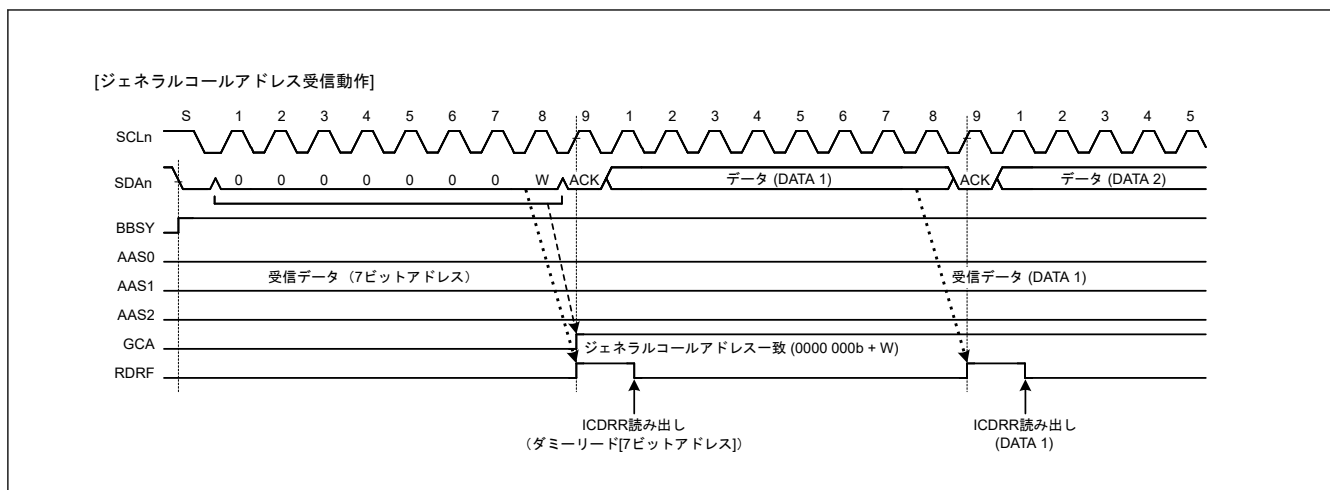 [ジェネラルコールアドレス受信動作]
S 1 2 3 4 5 6 7 8 9 1 2 3 4 5 6 7 8 9 1 2 3 4 5
SCLn
SDAn 0 0 0 0 0 0 0 W ACK データ (DATA 1) ACK データ (DATA 2)
BBSY
AAS0
受信データ（7ビットアドレス） 受信データ (DATA 1)
AAS1
AAS2
GCA
ジェネラルコールアドレス一致 (0000 000b + W)
RDRF
ICDRR読み出し
（ダミーリード[7ビットアドレス]）
ICDRR読み出し
(DATA 1)